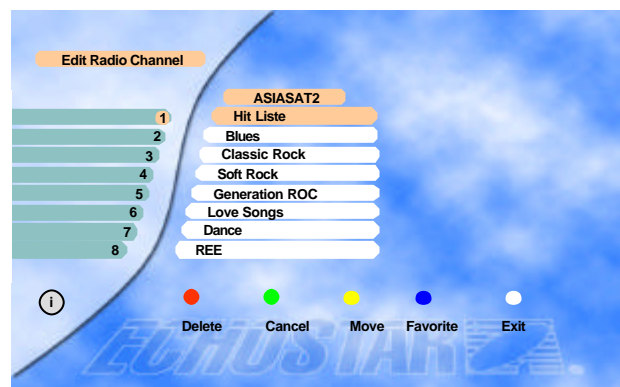 Edit Radio Channel
ASIASAT2
1 Hit Liste
2 Blues
3 Classic Rock
4 Soft Rock
5 Generation ROC
6 Love Songs
7 Dance
8 REE
i
Delete Cancel Move Favorite Exit
ECHOSTAR